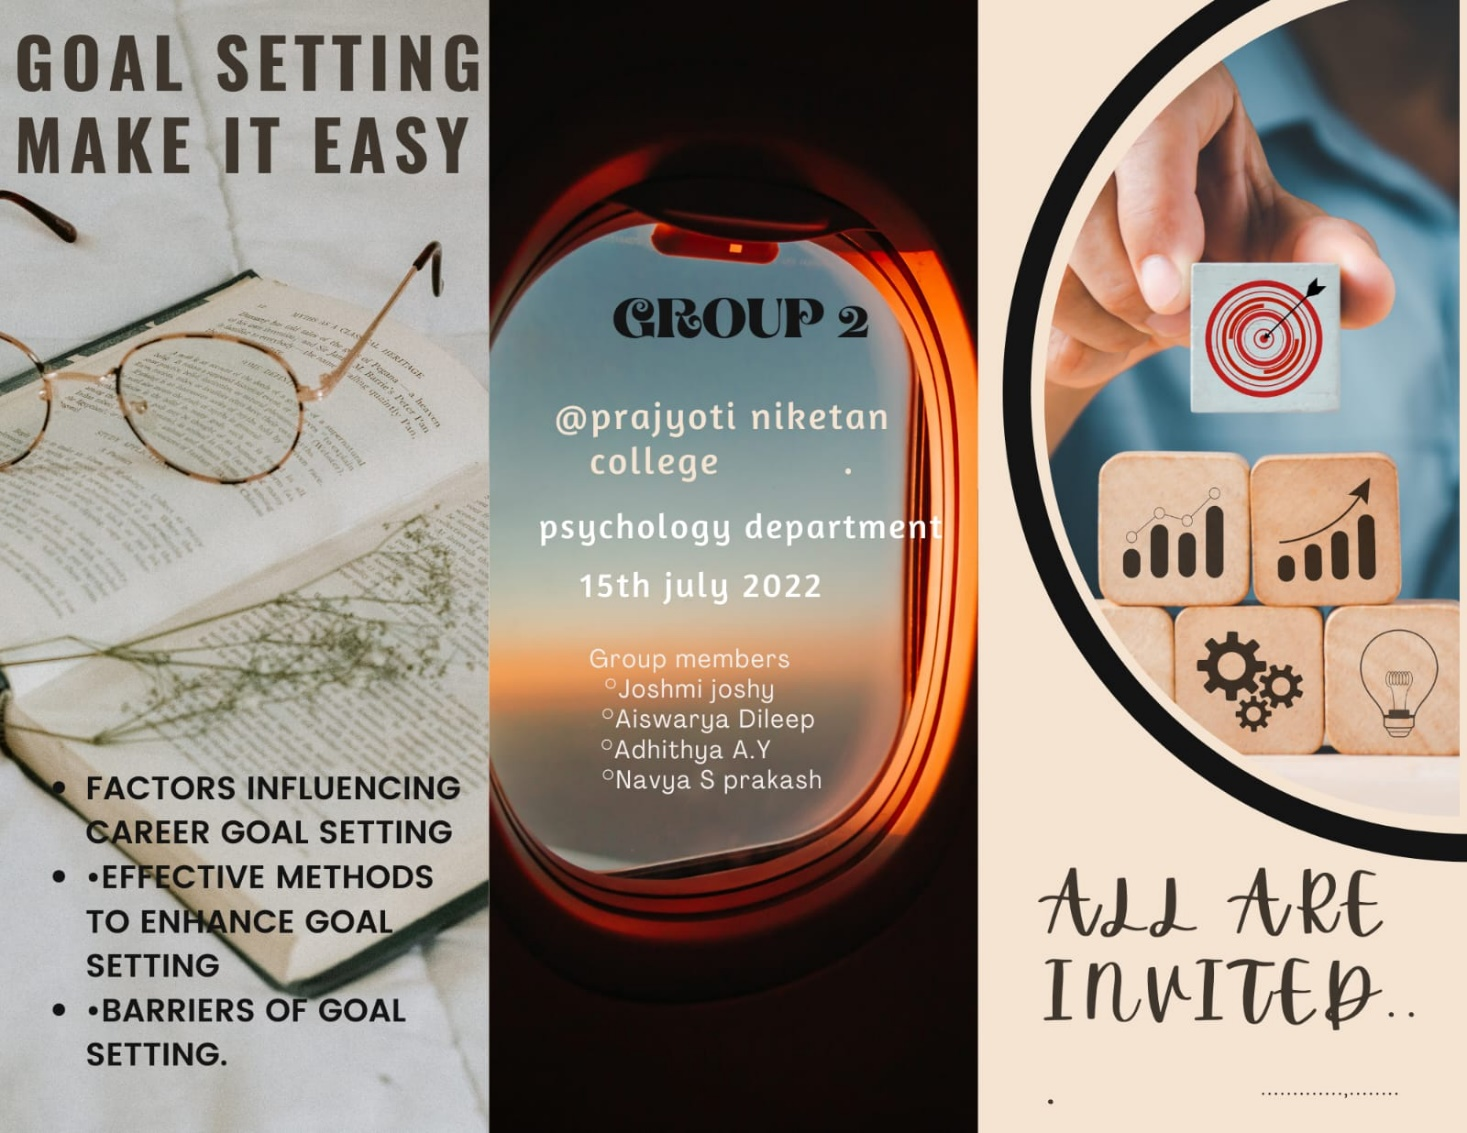 GOAL SETTING
MAKE IT EASY
• FACTORS INFLUENCING
CAREER GOAL SETTING
• •EFFECTIVE METHODS
TO ENHANCE GOAL
SETTING
• •BARRIERS OF GOAL
SETTING.
GROUP 2
@prajyoti niketan
college .
psychology department
15th july 2022
Group members
°Joshmi joshy
°Aiswarya Dileep
°Adhithya A.Y
°Navya S prakash
ALL ARE
INVITED..
. .............,........